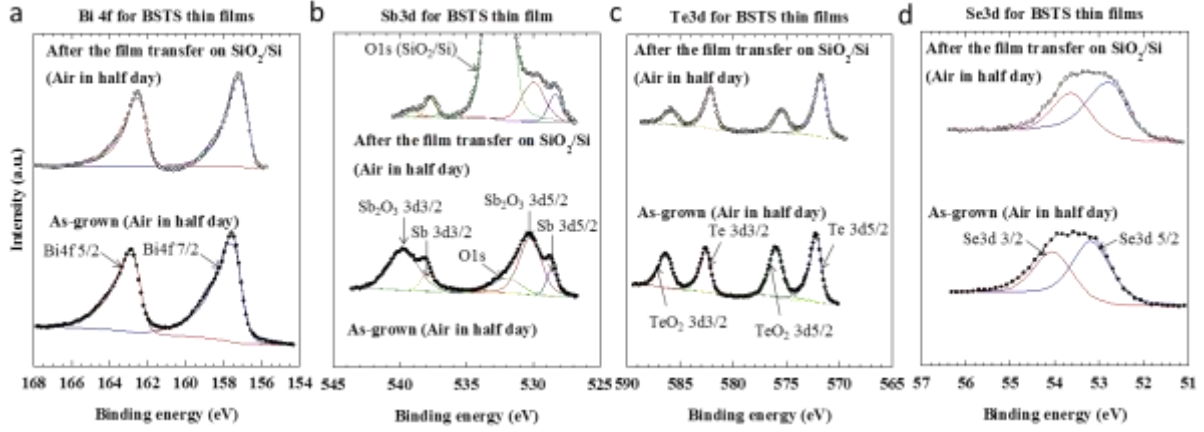 a
Bi 4f for BSTS thin films
After the film transfer on SiO2/Si
(Air in half day)
As-grown (Air in half day)
Bi4f 5/2
Bi4f 7/2
Intensity (a.u.)
168 166 164 162 160 158 156 154
Binding energy (eV)
b
Sb3d for BSTS thin film
O1s (SiO2/Si)
After the film transfer on SiO2/Si
(Air in half day)
Sb2O3 3d3/2
Sb 3d3/2
Sb2O3 3d5/2
Sb 3d5/2
O1s
As-grown (Air in half day)
545 540 535 530 525
Binding energy (eV)
c
Te3d for BSTS thin films
After the film transfer on SiO2/Si
(Air in half day)
As-grown (Air in half day)
Te 3d3/2
Te 3d5/2
TeO2 3d3/2
TeO2 3d5/2
590 585 580 575 570 565
Binding energy (eV)
d
Se3d for BSTS thin films
After the film transfer on SiO2/Si
(Air in half day)
As-grown (Air in half day)
Se3d 3/2
Se3d 5/2
57 56 55 54 53 52 51
Binding energy (eV)